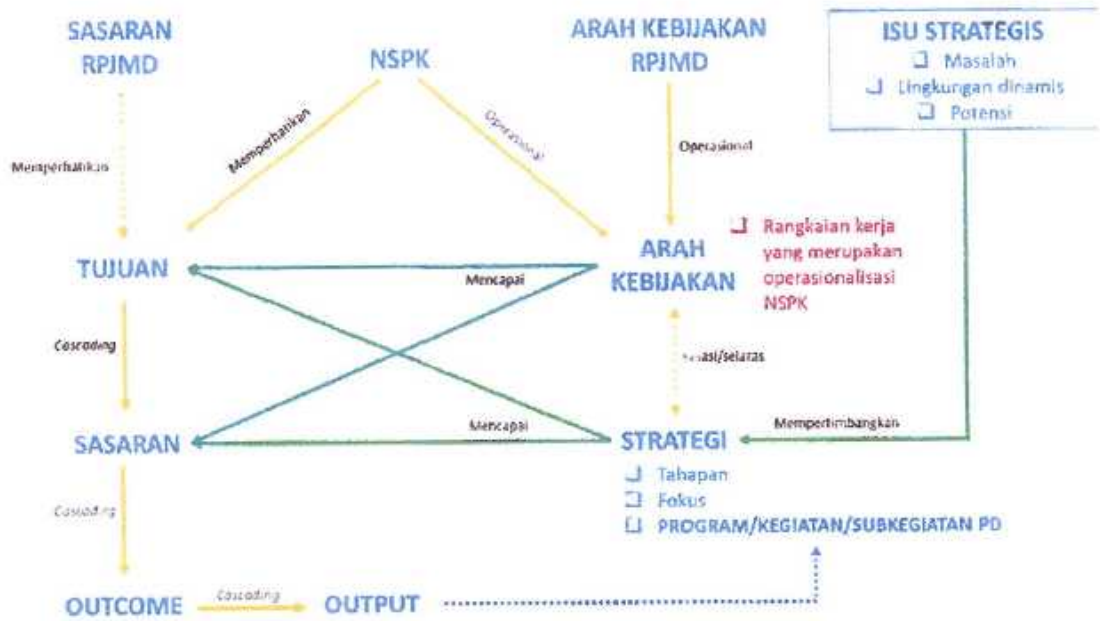 SASARAN
RPJMD
NSPK
ARAH KEBIJAKAN
RPJMD
ISU STRATEGIS
Masalah
Lingkungan dinamis
Potensi
Memperhatikan
Memperhatikan
Operasional
Operasional
TUJUAN
Mencapai
ARAH
KEBIJAKAN
Rangkaian kerja
yang merupakan
operasionalisasi
NSPK
Cascading
SASARAN
Mencapai
STRATEGI
Mempertimbangkan
Tahapan
Fokus
PROGRAM/KEGIATAN/SUBKEGIATAN PD
Cascading
OUTCOME
Cascading
OUTPUT